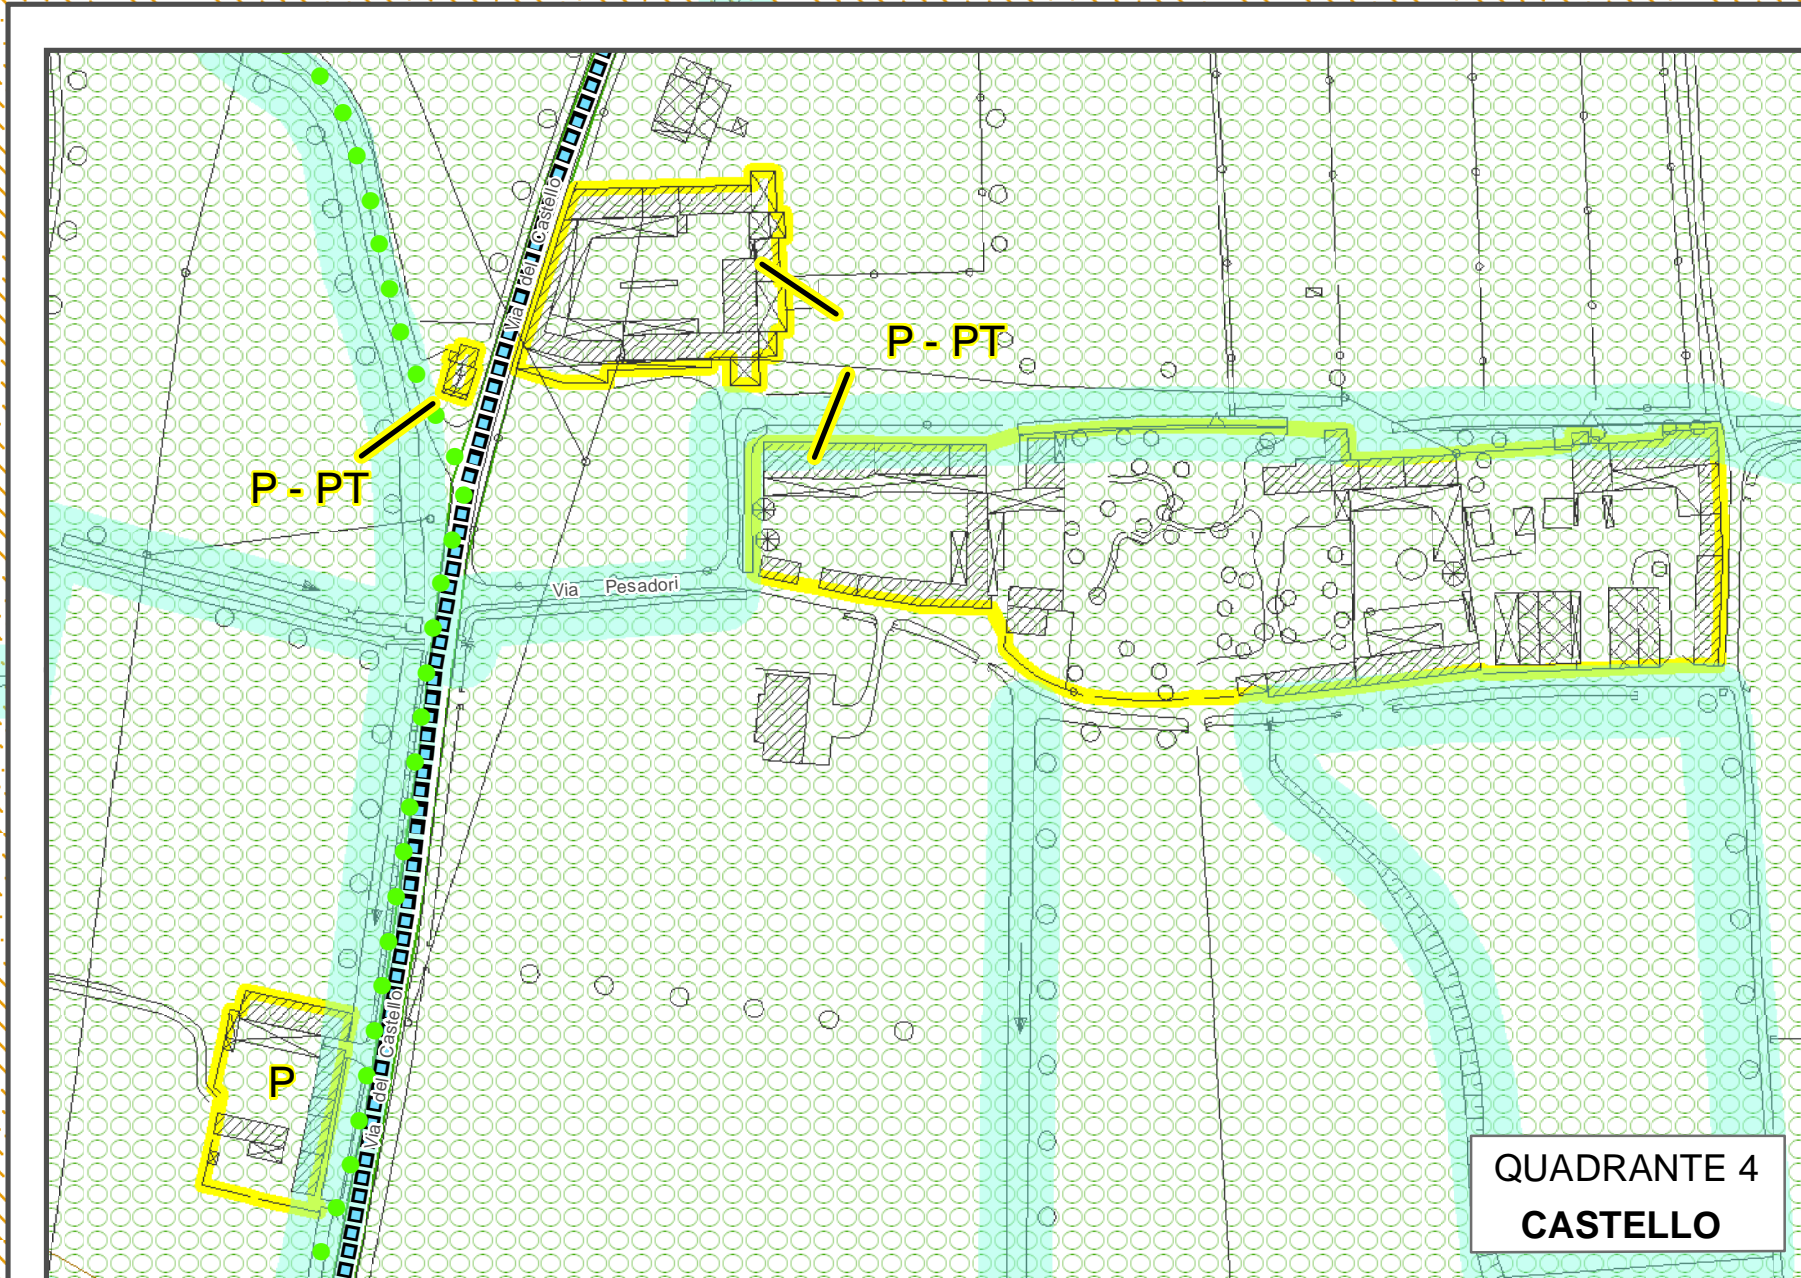 Via del Castello
P - PT
P - PT
Via Pesadori
Via del Castello
P
QUADRANTE 4
CASTELLO